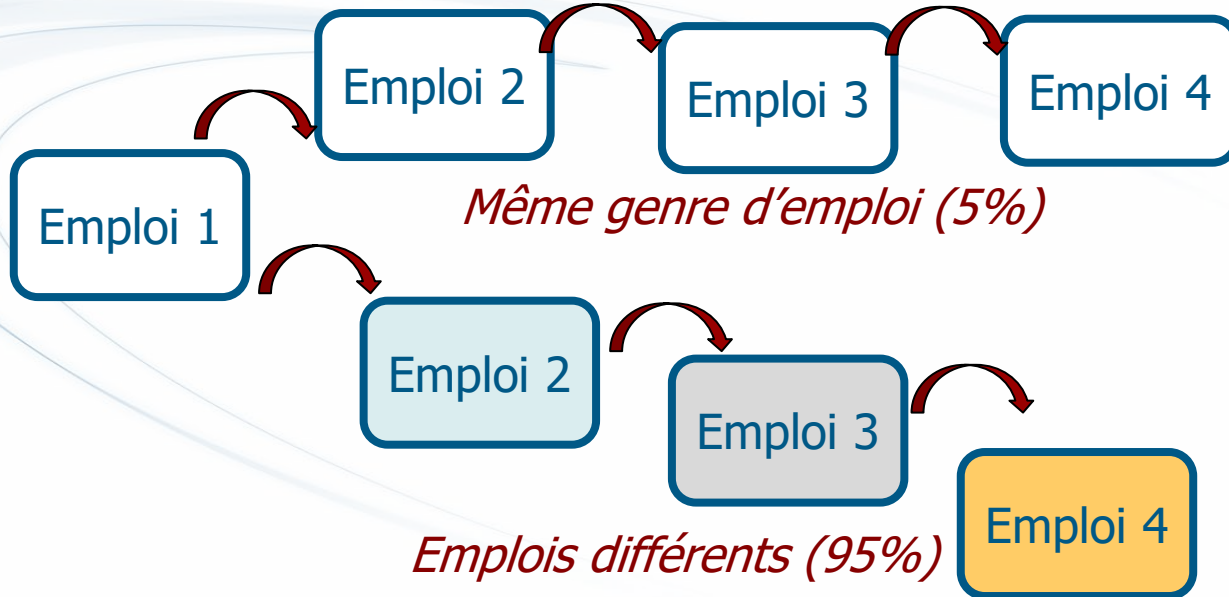 Emploi 2
Emploi 3
Emploi 4
Emploi 1
Même genre d’emploi (5%)
Emploi 2
Emploi 3
Emploi 4
Emplois différents (95%)